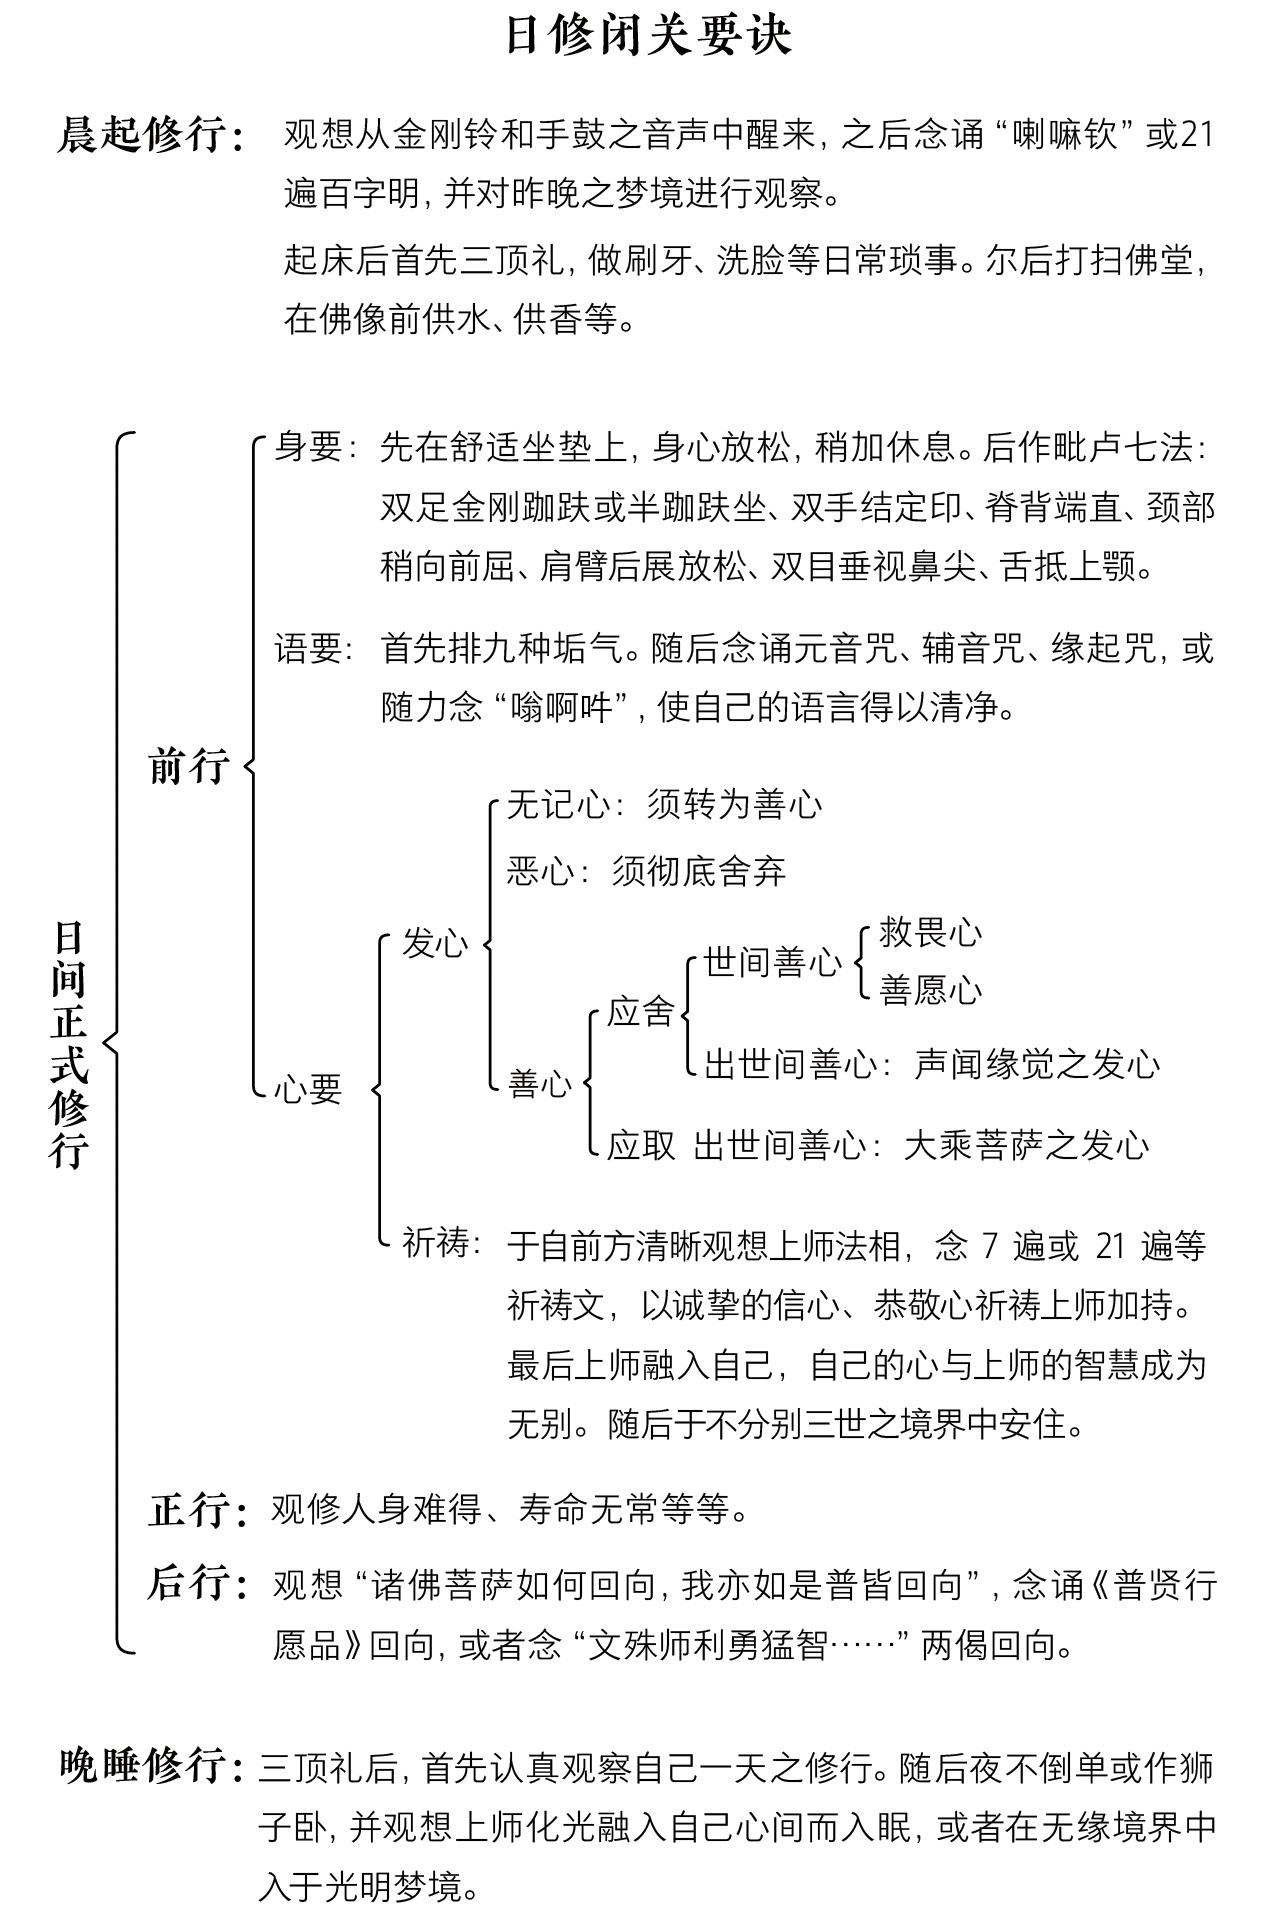 日修闭关要诀
晨起修行：观想从金刚铃和手鼓之音声中醒来，之后念诵“喇嘛钦”或21
遍百字明，并对昨晚之梦境进行观察。
起床后首先三顶礼，做刷牙、洗脸等日常琐事。尔后打扫佛堂，
在佛像前供水、供香等。
日间正式修行
前行
身要：先在舒适坐垫上，身心放松，稍加休息。后作毗卢七法：
双足金刚跏趺或半跏趺坐、双手结定印、脊背端直、颈部
稍向前屈、肩臂后展放松、双目垂视鼻尖、舌抵上颚。
语要：首先排九种垢气。随后念诵元音咒、辅音咒、缘起咒，或
随力念“嗡啊吽”，使自己的语言得以清净。
心要
发心
无记心：须转为善心
恶心：须彻底舍弃
善心
应舍
世间善心
救畏心
善愿心
出世间善心：声闻缘觉之发心
应取 出世间善心：大乘菩萨之发心
祈祷：于自前方清晰观想上师法相，念 7 遍或 21 遍等
祈祷文，以诚挚的信心、恭敬心祈祷上师加持。
最后上师融入自己，自己的心与上师的智慧成为
无别。随后于不分别三世之境界中安住。
正行：观修人身难得、寿命无常等等。
后行：观想“诸佛菩萨如何回向，我亦如是普皆回向”，念诵《普贤行
愿品》回向，或者念“文殊师利勇猛智……”两偈回向。
晚睡修行：三顶礼后，首先认真观察自己一天之修行。随后夜不倒单或作狮
子卧，并观想上师化光融入自己心间而入眠，或者在无缘境界中
入于光明梦境。